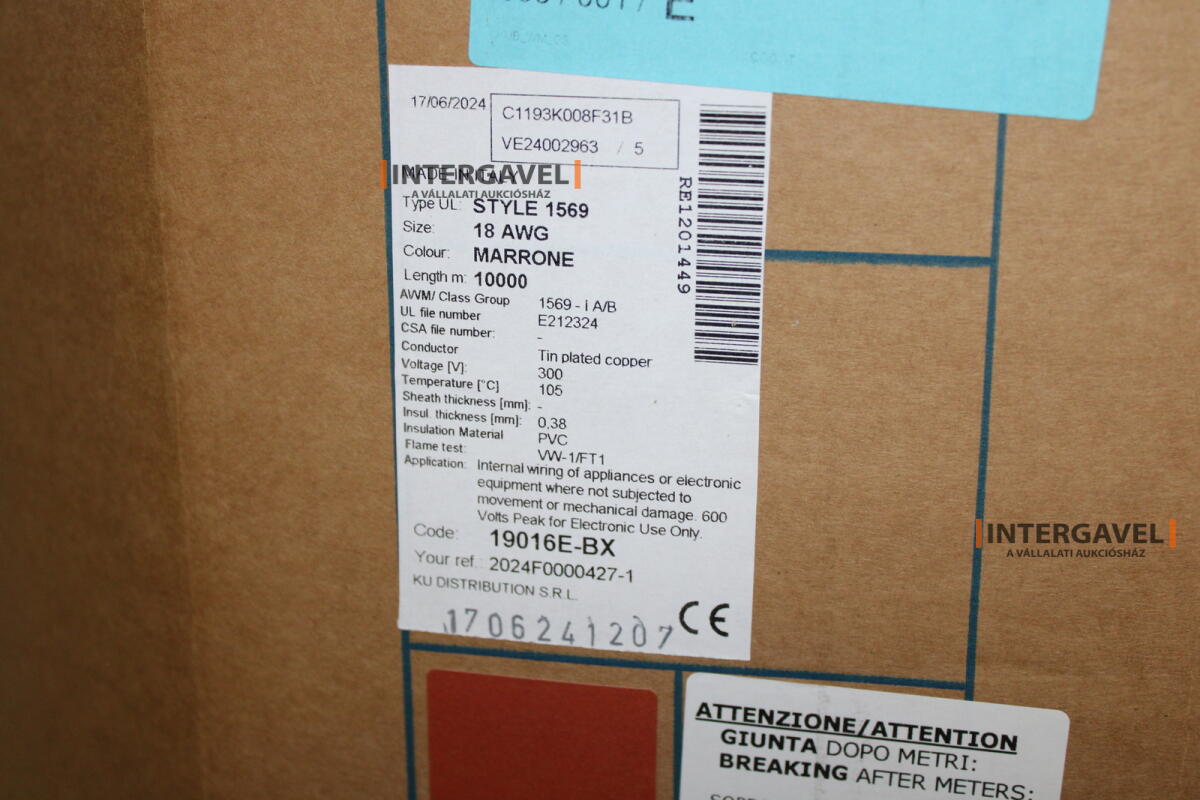 E
17/06/2024
C1193K008F31B
VE24002963 / 5
MADE IN ITALY
INTERGAVEL
A VÁLLALATI AUKCIÓSHÁZ
RE1201449
Type UL: STYLE 1569
Size: 18 AWG
Colour: MARRONE
Length m: 10000
AWM/ Class Group 1569 - I A/B
UL file number E212324
CSA file number: -
Conductor Tin plated copper
Voltage [V]: 300
Temperature [°C] 105
Sheath thickness [mm]: -
Insul. thickness [mm]: 0,38
Insulation Material PVC
Flame test: VW-1/FT1
Application: Internal wiring of appliances or electronic
equipment where not subjected to
movement or mechanical damage. 600
Volts Peak for Electronic Use Only.
Code: 19016E-BX
Your ref. 2024F0000427-1
KU DISTRIBUTION S.R.L.
CE
1706241207
INTERGAVEL
A VÁLLALATI AUKCIÓSHÁZ
ATTENZIONE/ATTENTION
GIUNTA DOPO METRI:
BREAKING AFTER METERS: